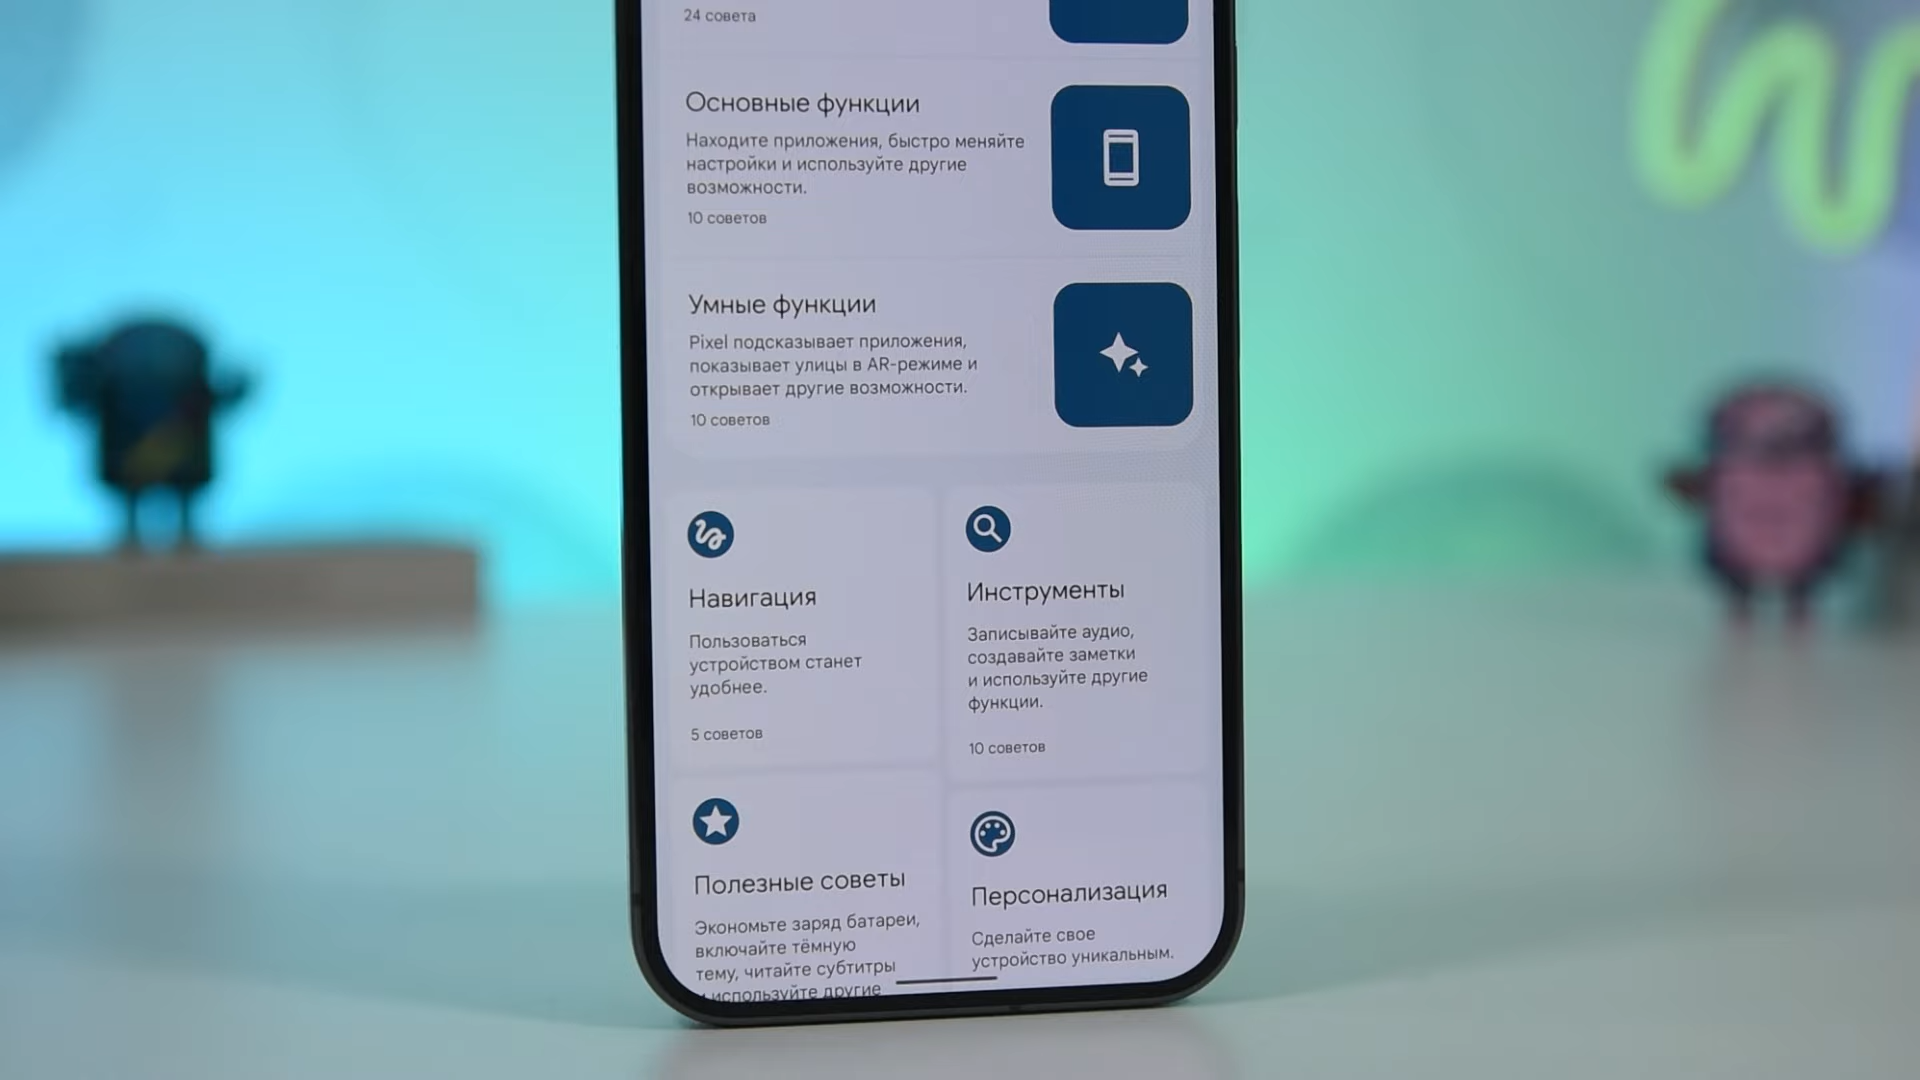 24 совета
Основные функции
Находите приложения, быстро меняйте
настройки и используйте другие
возможности.
10 советов
Умные функции
Pixel подсказывает приложения,
показывает улицы в AR-режиме и
открывает другие возможности.
10 советов
Навигация
Пользоваться
устройством станет
удобнее.
5 советов
Инструменты
Записывайте аудио,
создавайте заметки
и используйте другие
функции.
10 советов
Полезные советы
Экономьте заряд батареи,
включайте тёмную
тему, читайте субтитры
и используйте другие
Персонализация
Сделайте свое
устройство уникальным.